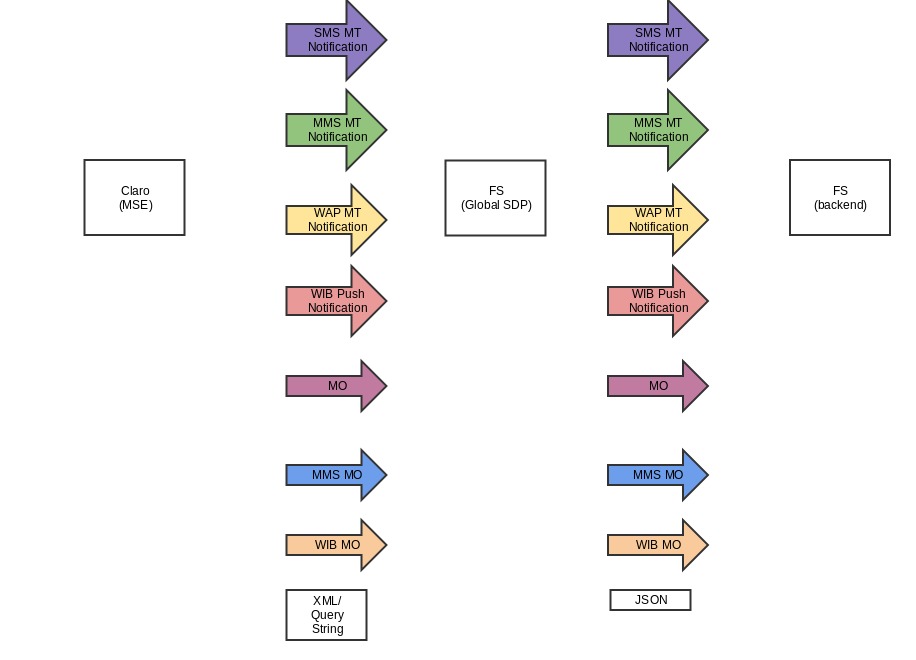 SMS MT
Notification
SMS MT
Notification
MMS MT
Notification
MMS MT
Notification
Claro
(MSE)
WAP MT
Notification
FS
(Global SDP)
WAP MT
Notification
FS
(backend)
WIB Push
Notification
WIB Push
Notification
MO
MO
MMS MO
MMS MO
WIB MO
WIB MO
XML/
Query
String
JSON